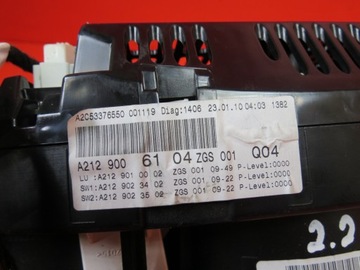 A2C53376550 001119 Diag:1406 23.01.10 04:03 1382
A212 900 61 04 ZGS 001 Q04
LU :A212 901 00 02 ZGS 001 09-49 P-Level:0000
SW1:A212 902 34 02 ZGS 001 09-22 P-Level:0000
SW2:A212 902 35 02 ZGS 001 09-22 P-Level:0000
2.2